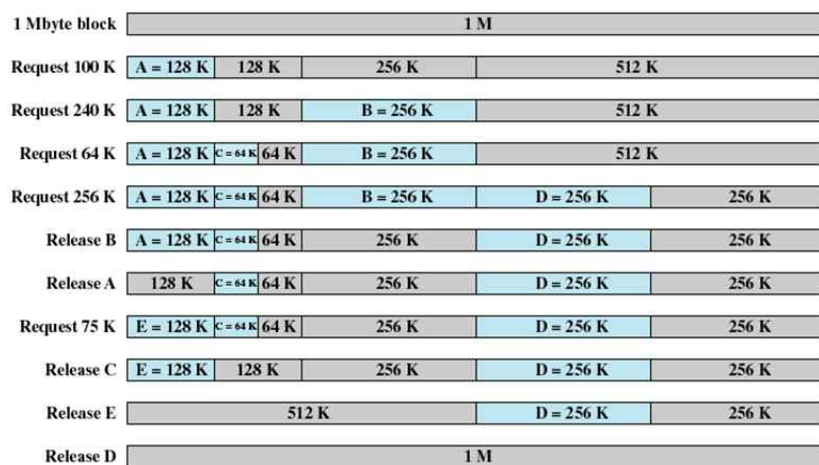 1 Mbyte block 1 M
Request 100 K A = 128 K 128 K 256 K 512 K
Request 240 K A = 128 K 128 K B = 256 K 512 K
Request 64 K A = 128 K C = 64 K 64 K B = 256 K 512 K
Request 256 K A = 128 K C = 64 K 64 K B = 256 K D = 256 K 256 K
Release B A = 128 K C = 64 K 64 K 256 K D = 256 K 256 K
Release A 128 K C = 64 K 64 K 256 K D = 256 K 256 K
Request 75 K E = 128 K C = 64 K 64 K 256 K D = 256 K 256 K
Release C E = 128 K 128 K 256 K D = 256 K 256 K
Release E 512 K D = 256 K 256 K
Release D 1 M